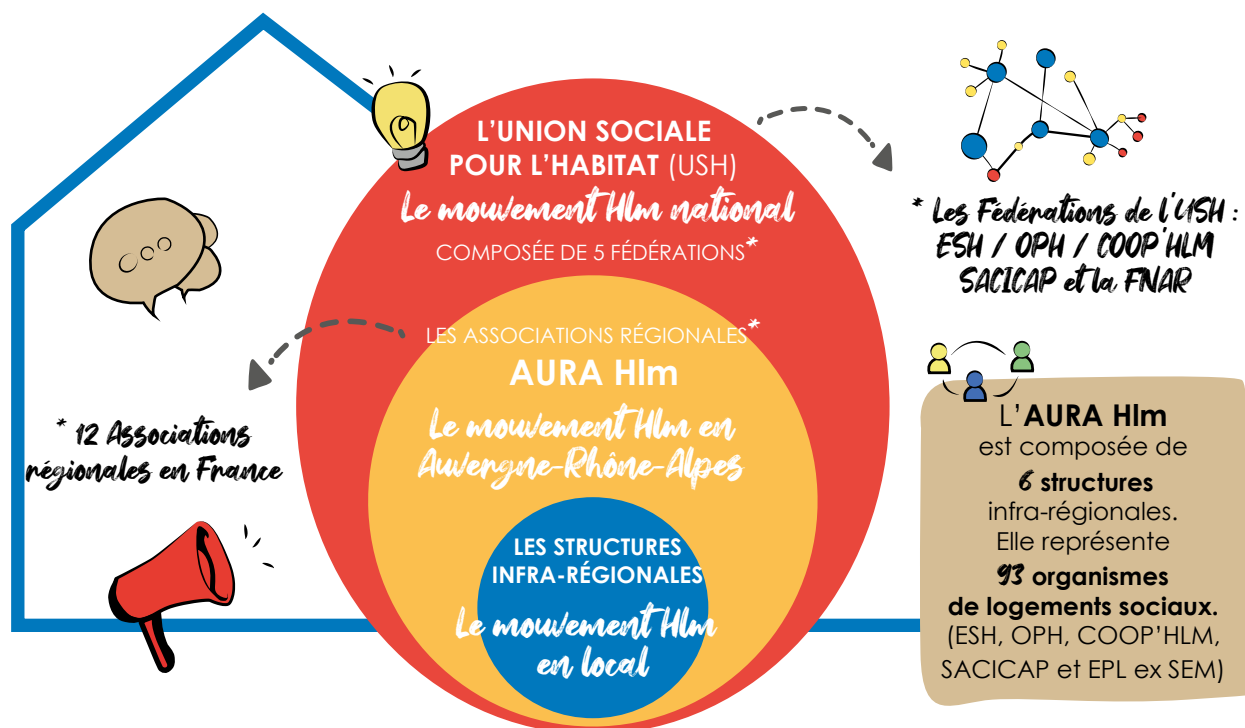 L'UNION SOCIALE
POUR L'HABITAT (USH)
Le mouvement Hlm national
COMPOSÉE DE 5 FÉDÉRATIONS*
* Les Fédérations de l'USH :
ESH / OPH / COOP'HLM
SACICAP et la FNAR
LES ASSOCIATIONS RÉGIONALES*
AURA Hlm
Le mouvement Hlm en
Auvergne-Rhône-Alpes
* 12 Associations
régionales en France
LES STRUCTURES
INFRA-RÉGIONALES
Le mouvement Hlm
en local
L'AURA Hlm
est composée de
6 structures
infra-régionales.
Elle représente
93 organismes
de logements sociaux.
(ESH, OPH, COOP'HLM,
SACICAP et EPL ex SEM)